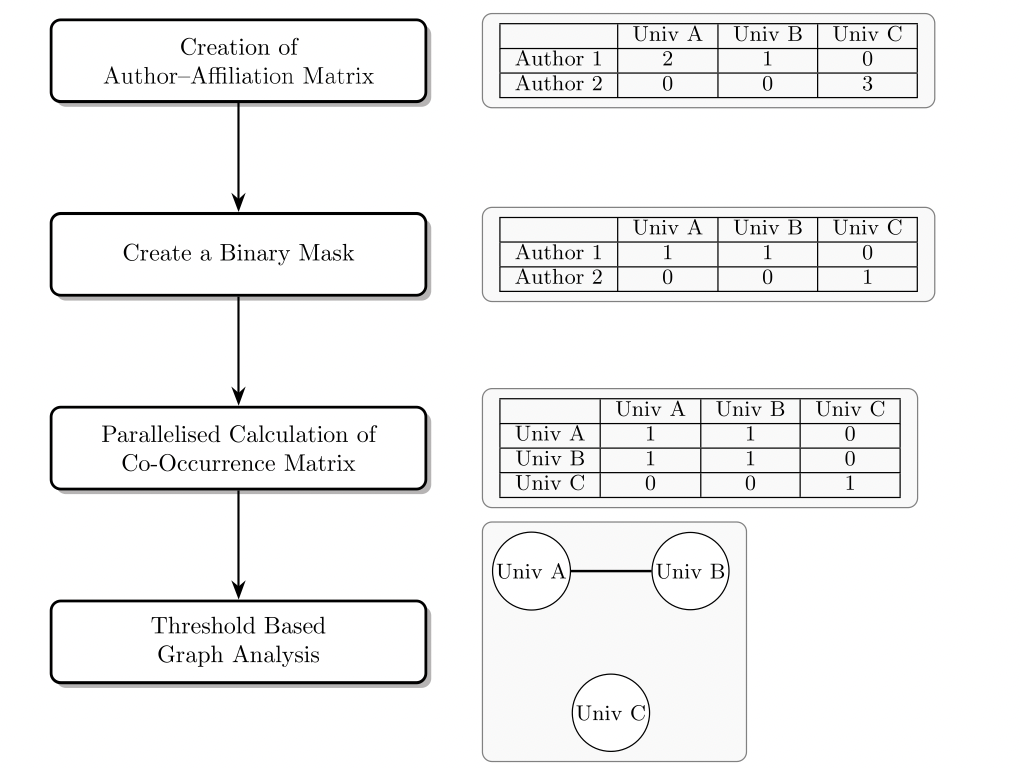 Creation of
Author–Affiliation Matrix
Univ A Univ B Univ C
Author 1 2 1 0
Author 2 0 0 3
Create a Binary Mask
Univ A Univ B Univ C
Author 1 1 1 0
Author 2 0 0 1
Parallelised Calculation of
Co-Occurrence Matrix
Univ A Univ B Univ C
Univ A 1 1 0
Univ B 1 1 0
Univ C 0 0 1
Threshold Based
Graph Analysis
Univ A Univ B
Univ C